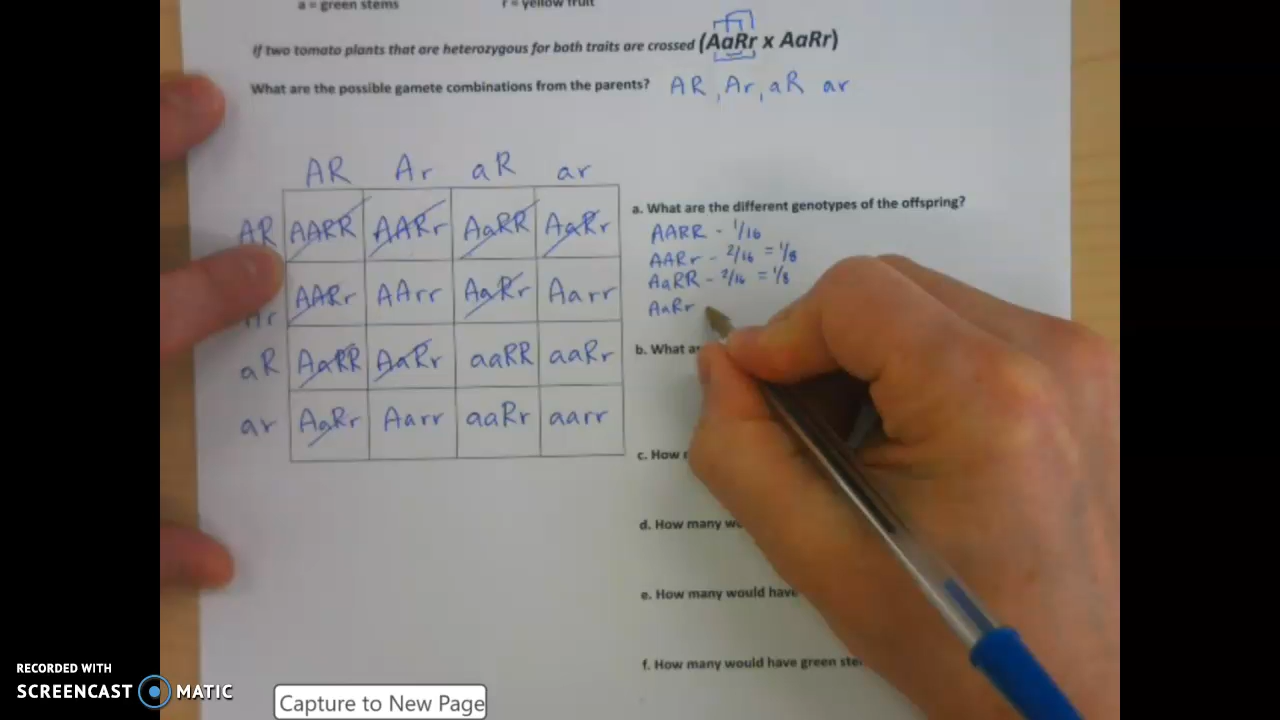 a = green stems r = yellow fruit
If two tomato plants that are heterozygous for both traits are crossed (AaRr x AaRr)
What are the possible gamete combinations from the parents? AR, Ar, aR ar
AR Ar aR ar
AR AARR AARr AaRR AaRr
Ar AARr AArr AaRr Aarr
aR AaRR AaRr aaRR aaRr
ar AaRr Aarr aaRr aarr
a. What are the different genotypes of the offspring?
AARR - 1/16
AARr - 2/16 = 1/8
AaRR - 2/16 = 1/8
AaRr
b. What
c. How
d. How many
e. How many would have
f. How many would have green
RECORDED WITH
SCREENCAST MATIC
Capture to New Page